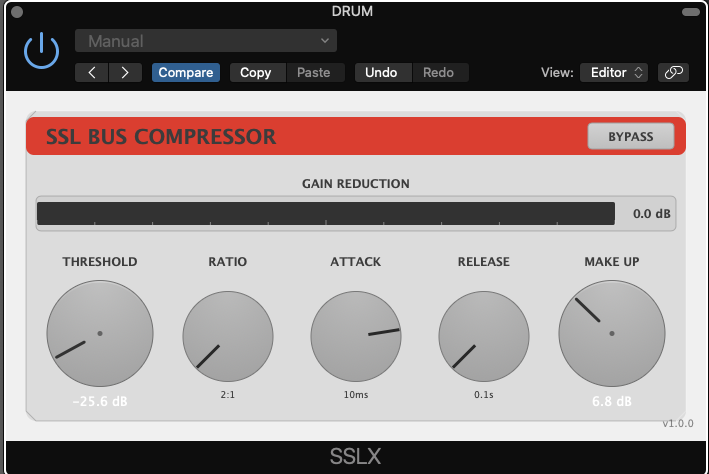 DRUM
Manual
< > Compare Copy Paste Undo Redo View: Editor
SSL BUS COMPRESSOR BYPASS
GAIN REDUCTION
0.0 dB
THRESHOLD RATIO ATTACK RELEASE MAKE UP
-25.6 dB 2:1 10ms 0.1s 6.8 dB
v1.0.0
SSLX